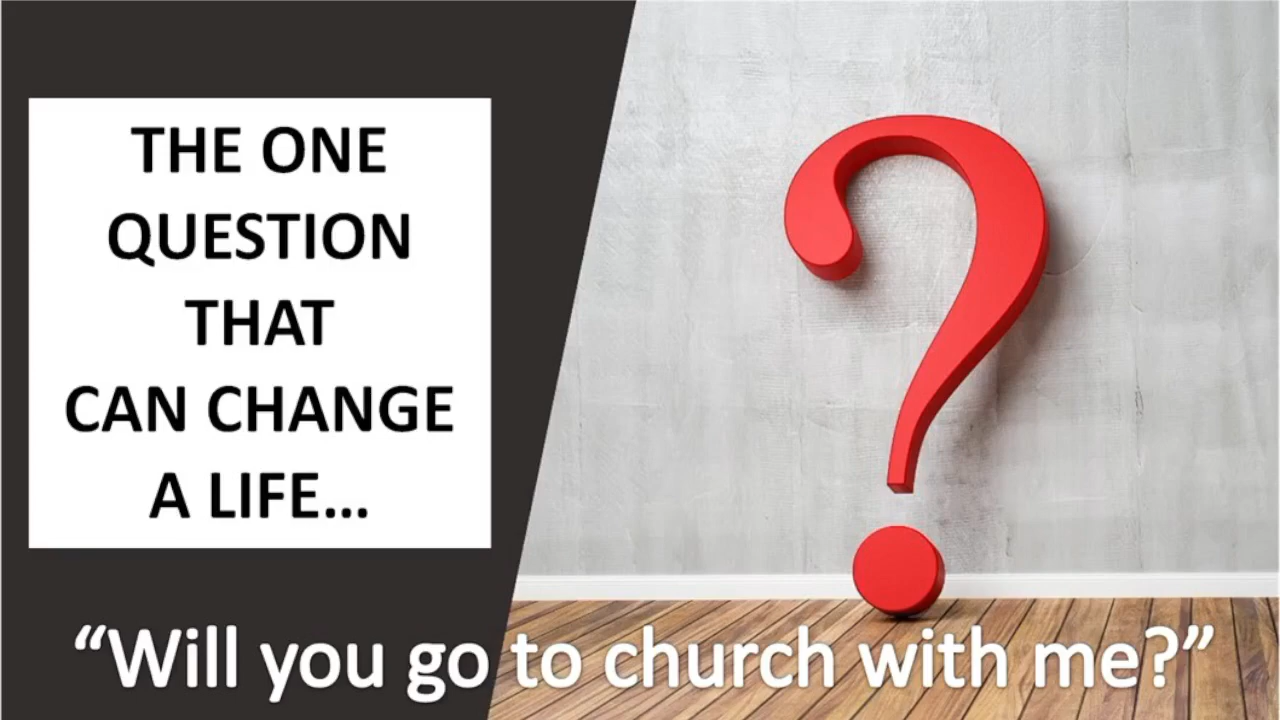 THE ONE
QUESTION
THAT
CAN CHANGE
A LIFE...
“Will you go to church with me?”